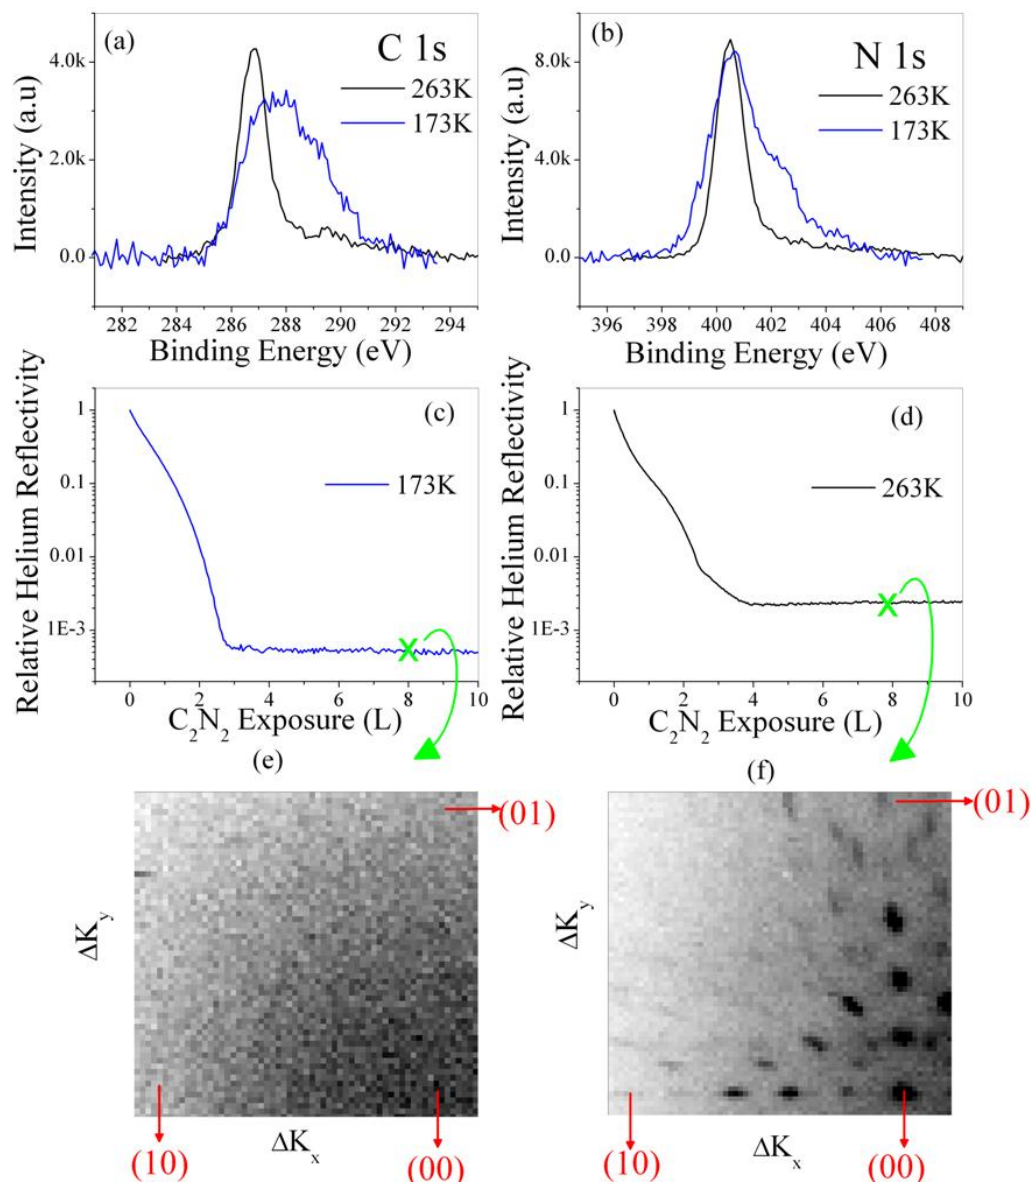 (a)
C 1s
263K
173K
4.0k
2.0k
0.0
Intensity (a.u)
282 284 286 288 290 292 294
Binding Energy (eV)
(b)
N 1s
263K
173K
8.0k
4.0k
0.0
Intensity (a.u)
396 398 400 402 404 406 408
Binding Energy (eV)
(c)
173K
1
0.1
0.01
1E-3
Relative Helium Reflectivity
0 2 4 6 8 10
C₂N₂ Exposure (L)
x
(d)
263K
1
0.1
0.01
1E-3
Relative Helium Reflectivity
0 2 4 6 8 10
C₂N₂ Exposure (L)
x
(e)
(01)
ΔKy
(10)
ΔKx
(00)
(f)
(01)
ΔKy
(10)
ΔKx
(00)